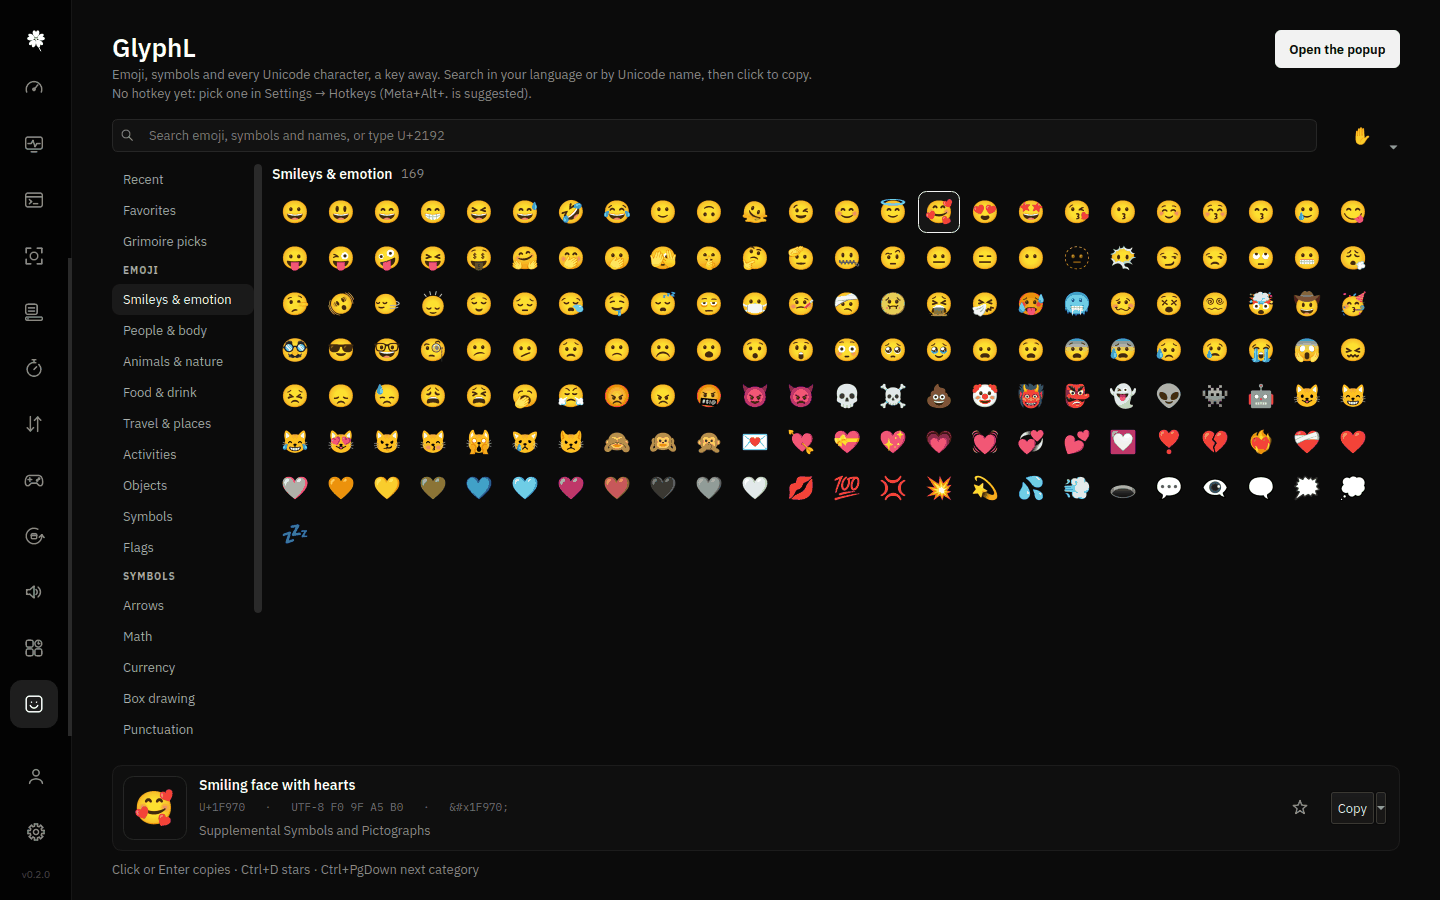 GlyphL
Open the popup
Emoji, symbols and every Unicode character, a key away. Search in your language or by Unicode name, then click to copy.
No hotkey yet: pick one in Settings → Hotkeys (Meta+Alt+. is suggested).
Search emoji, symbols and names, or type U+2192
Recent
Favorites
Grimoire picks
EMOJI
Smileys & emotion
People & body
Animals & nature
Food & drink
Travel & places
Activities
Objects
Symbols
Flags
SYMBOLS
Arrows
Math
Currency
Box drawing
Punctuation
Smileys & emotion 169
Smiling face with hearts
U+1F970 · UTF-8 F0 9F A5 B0 · &#x1F970;
Supplemental Symbols and Pictographs
Copy
Click or Enter copies · Ctrl+D stars · Ctrl+PgDown next category
v0.2.0